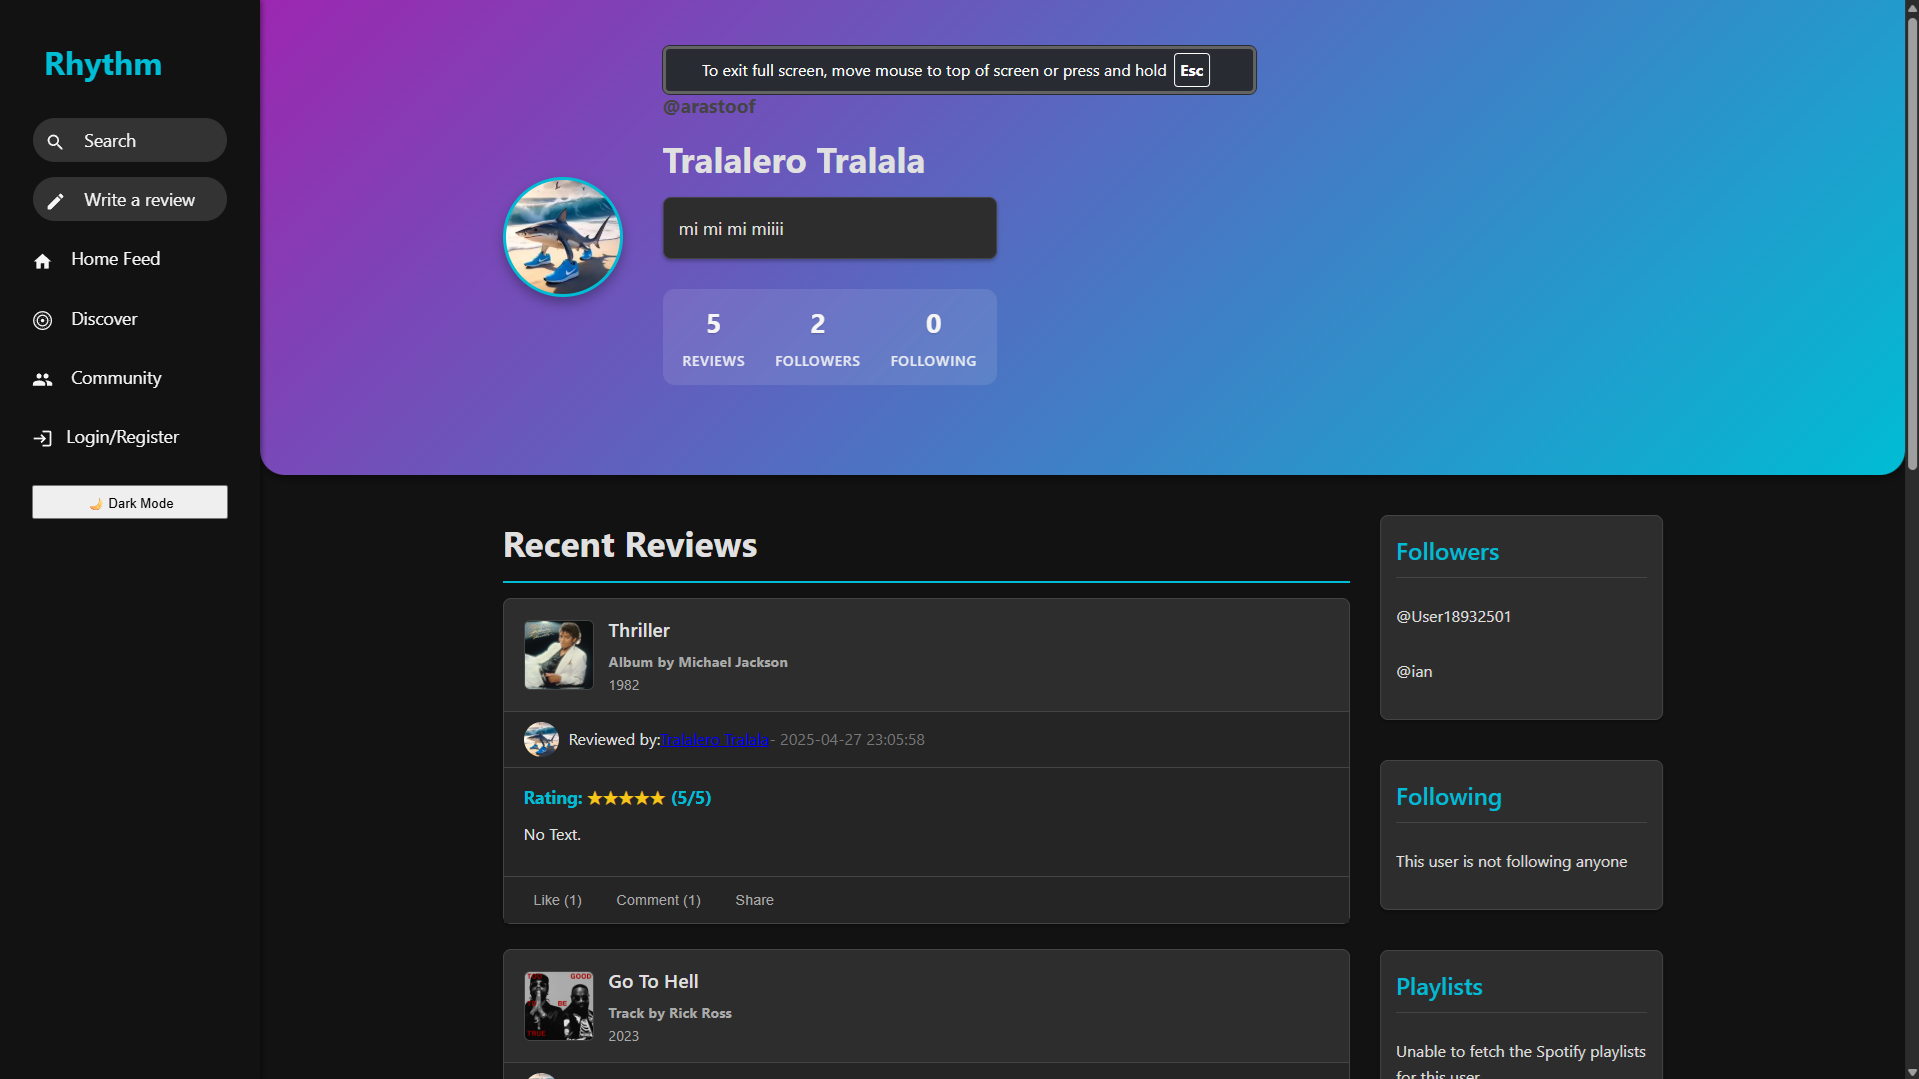 Rhythm
Search
Write a review
Home Feed
Discover
Community
Login/Register
🌙 Dark Mode
To exit full screen, move mouse to top of screen or press and hold Esc
@arastoof
Tralalero Tralala
mi mi mi miiii
5 2 0
REVIEWS FOLLOWERS FOLLOWING
Recent Reviews
Thriller
Album by Michael Jackson
1982
Reviewed by:Tralalero Tralala- 2025-04-27 23:05:58
Rating: ★★★★★ (5/5)
No Text.
Like (1) Comment (1) Share
GOOD
BE
TRUE
Go To Hell
Track by Rick Ross
2023
Followers
@User18932501
@ian
Following
This user is not following anyone
Playlists
Unable to fetch the Spotify playlists
for this user